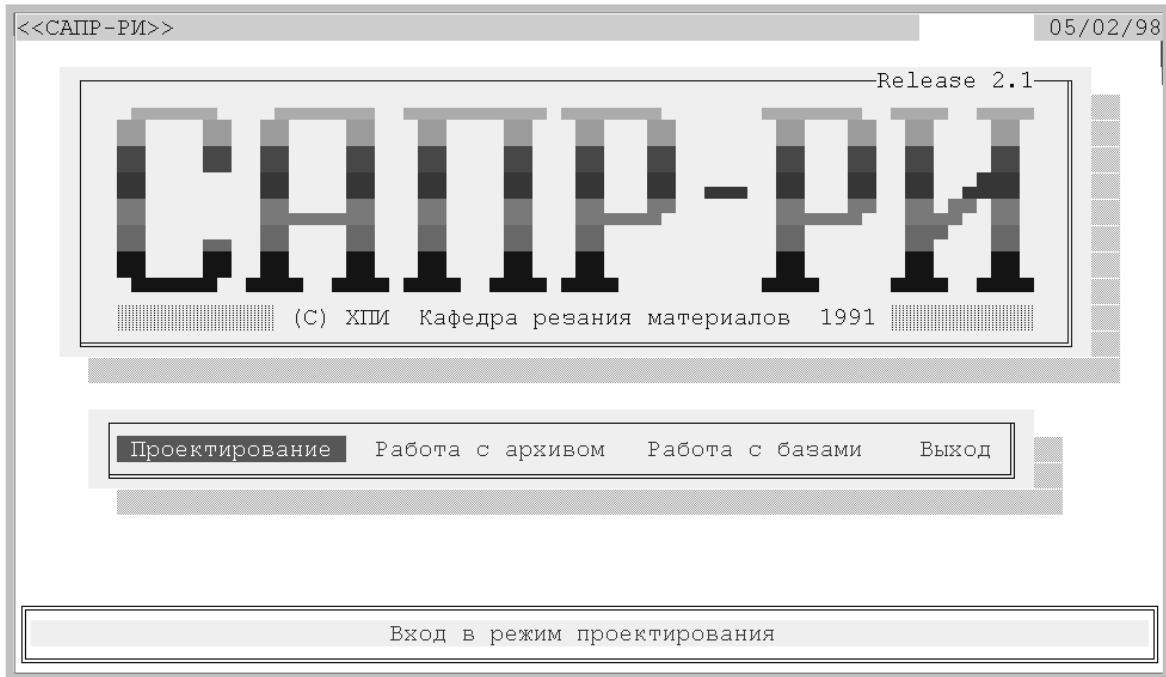 <<САПР-РИ>> 05/02/98
Release 2.1
САПР-РИ
(С) ХПИ Кафедра резания материалов 1991
Проектирование Работа с архивом Работа с базами Выход
Вход в режим проектирования